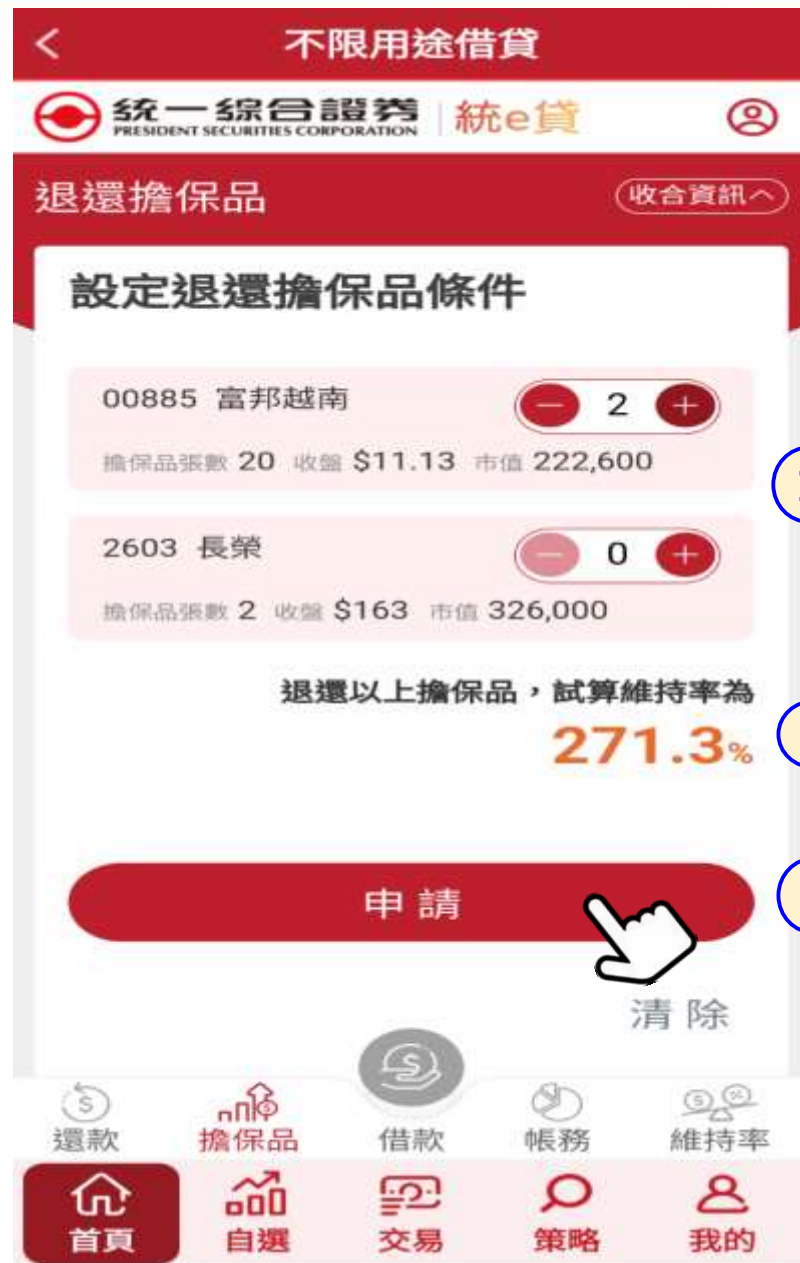 不限用途借貸
統一綜合證券 統e貸
PRESIDENT SECURITIES CORPORATION
退還擔保品 收合資訊
設定退還擔保品條件
00885 富邦越南 2
擔保品張數 20 收盤 $11.13 市值 222,600
2603 長榮 0
擔保品張數 2 收盤 $163 市值 326,000
退還以上擔保品，試算維持率為
271.3%
申請
清除
還款 擔保品 借款 帳務 維持率
首頁 自選 交易 策略 我的